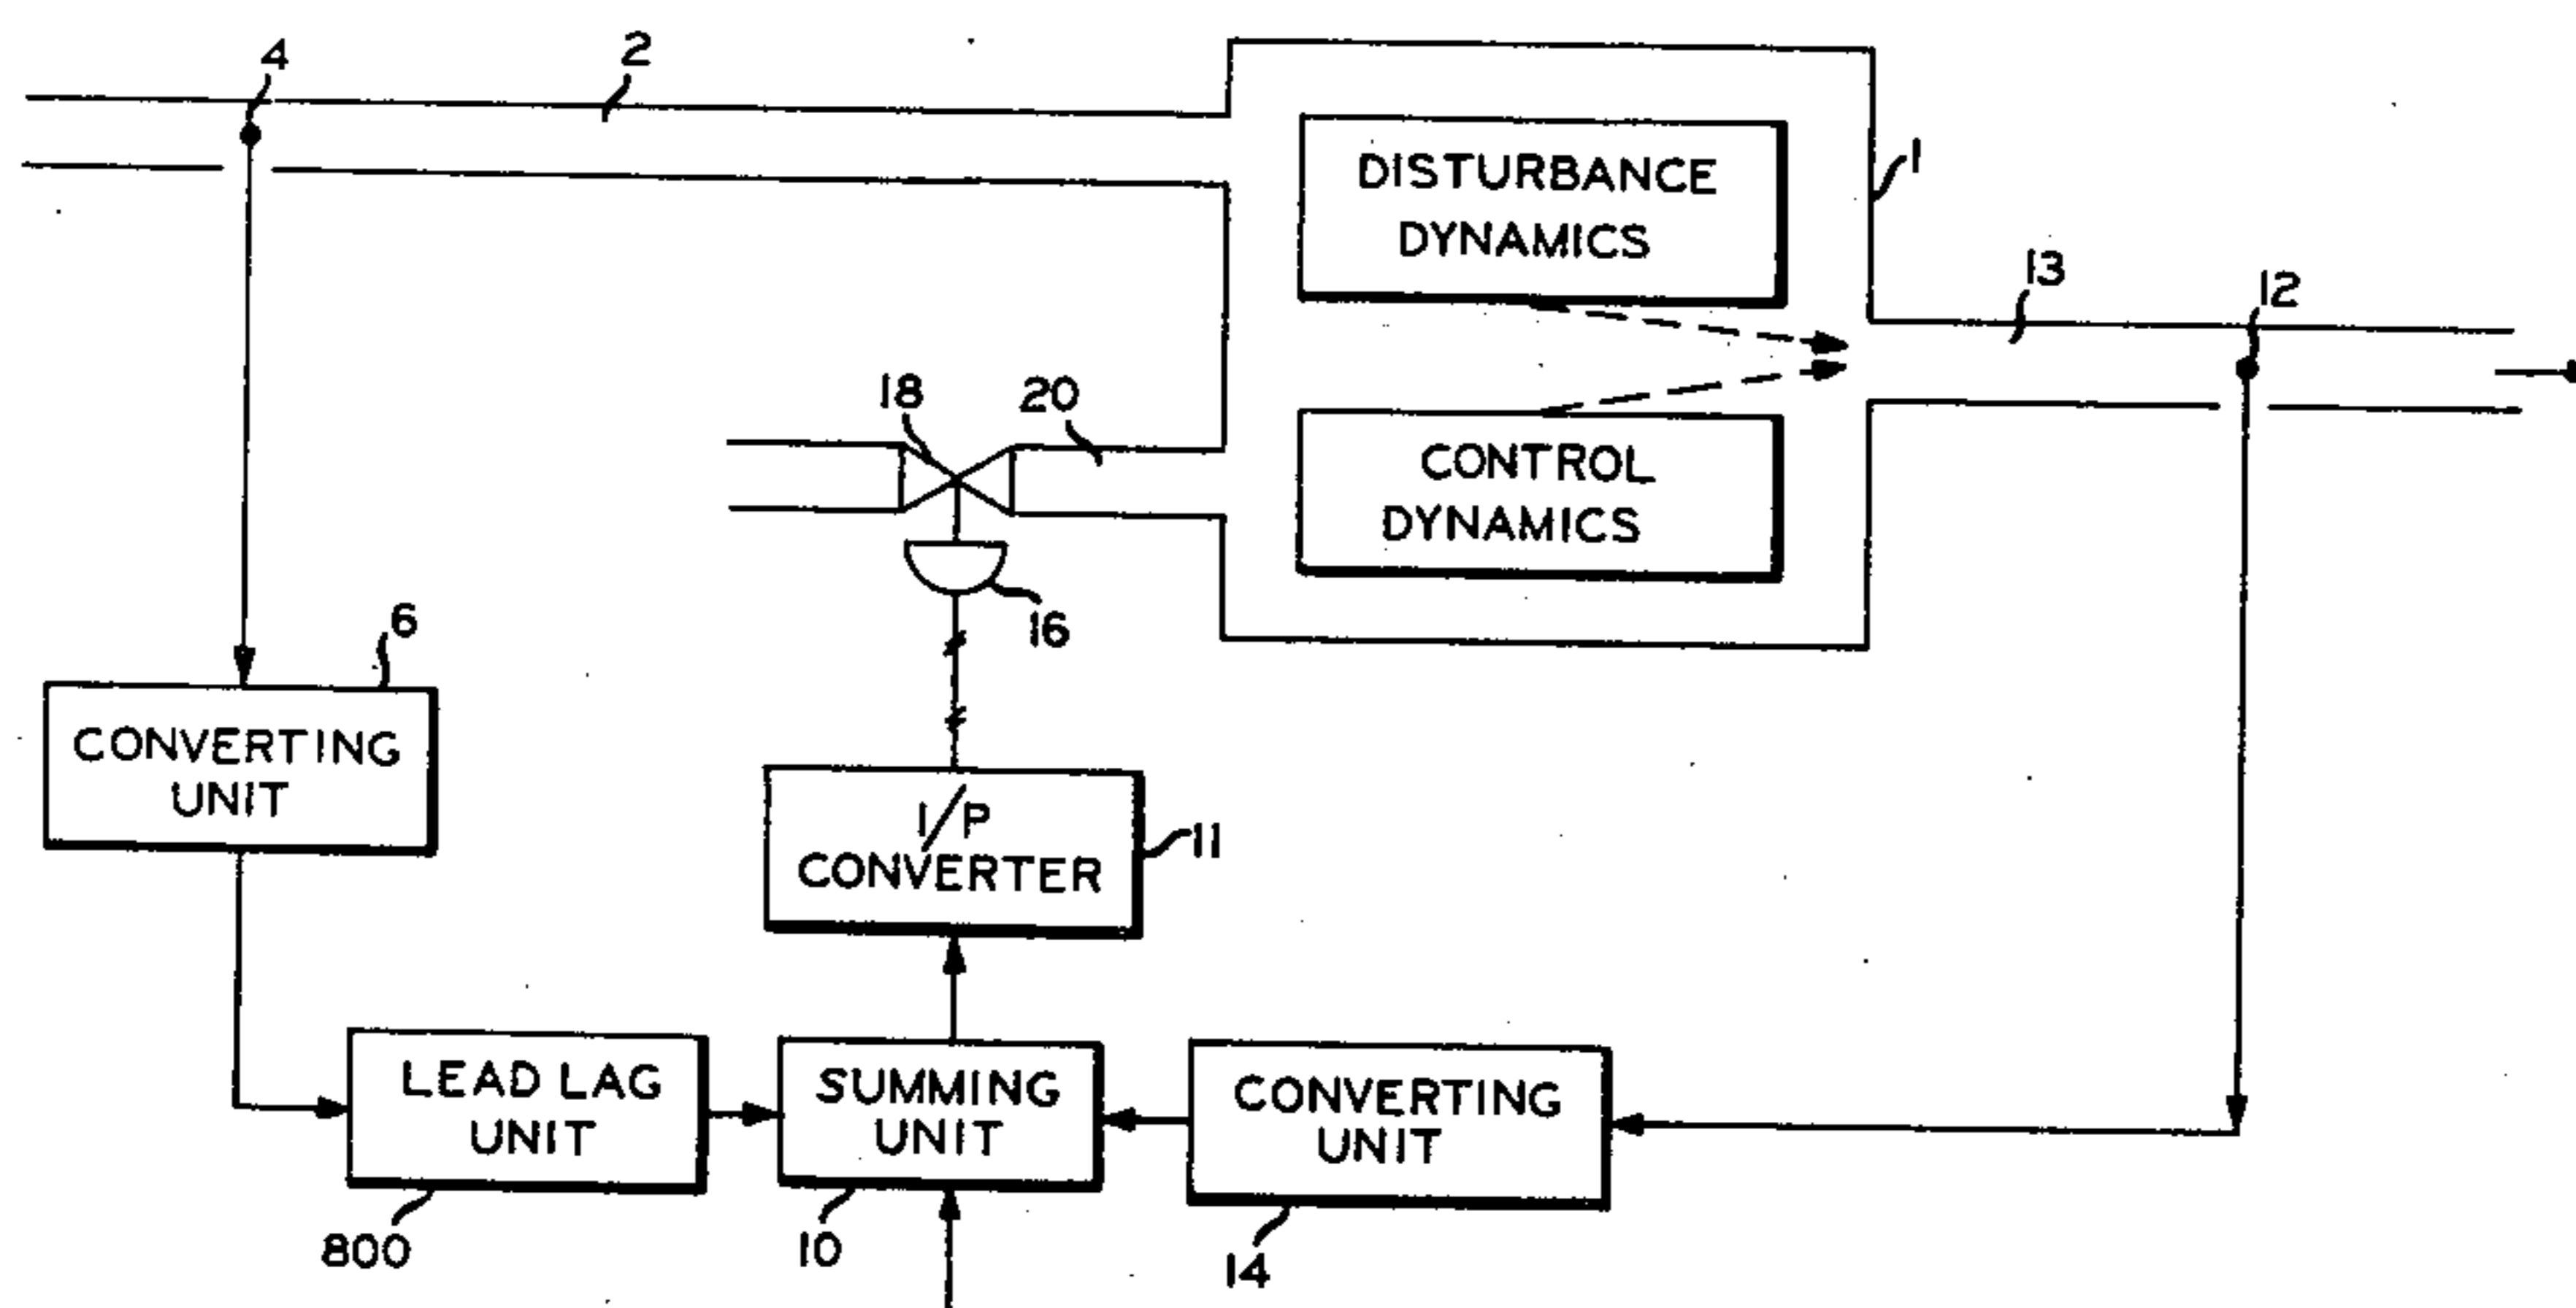 4
2
DISTURBANCE
DYNAMICS
1
13
12
18
20
CONTROL
DYNAMICS
16
6
CONVERTING
UNIT
I/P
CONVERTER
11
LEAD LAG
UNIT
SUMMING
UNIT
CONVERTING
UNIT
800
10
14